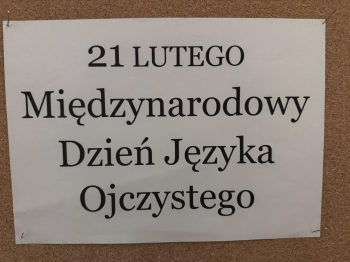 21 LUTEGO
Międzynarodowy
Dzień Języka
Ojczystego